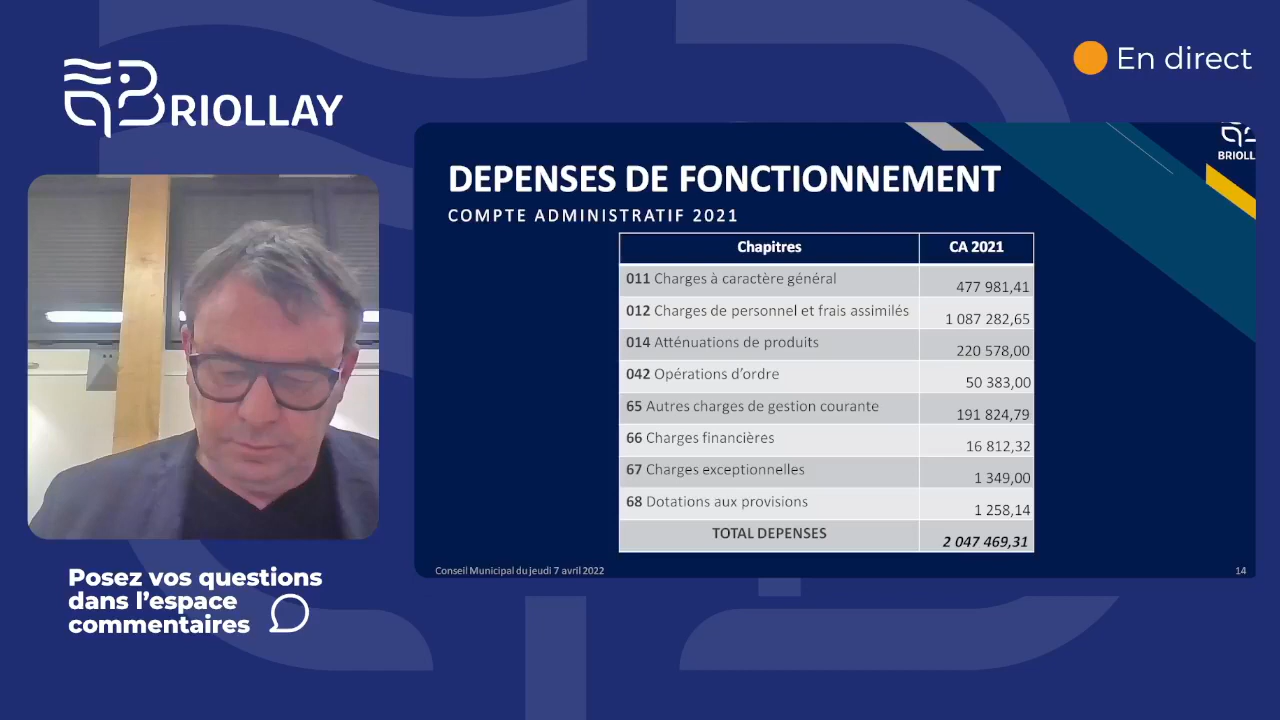 BRIOLLAY
En direct
BRIOLL
DEPENSES DE FONCTIONNEMENT
COMPTE ADMINISTRATIF 2021
Chapitres CA 2021
011 Charges à caractère général 477 981,41
012 Charges de personnel et frais assimilés 1 087 282,65
014 Atténuations de produits 220 578,00
042 Opérations d’ordre 50 383,00
65 Autres charges de gestion courante 191 824,79
66 Charges financières 16 812,32
67 Charges exceptionnelles 1 349,00
68 Dotations aux provisions 1 258,14
TOTAL DEPENSES 2 047 469,31
Conseil Municipal du jeudi 7 avril 2022 14
Posez vos questions
dans l’espace
commentaires